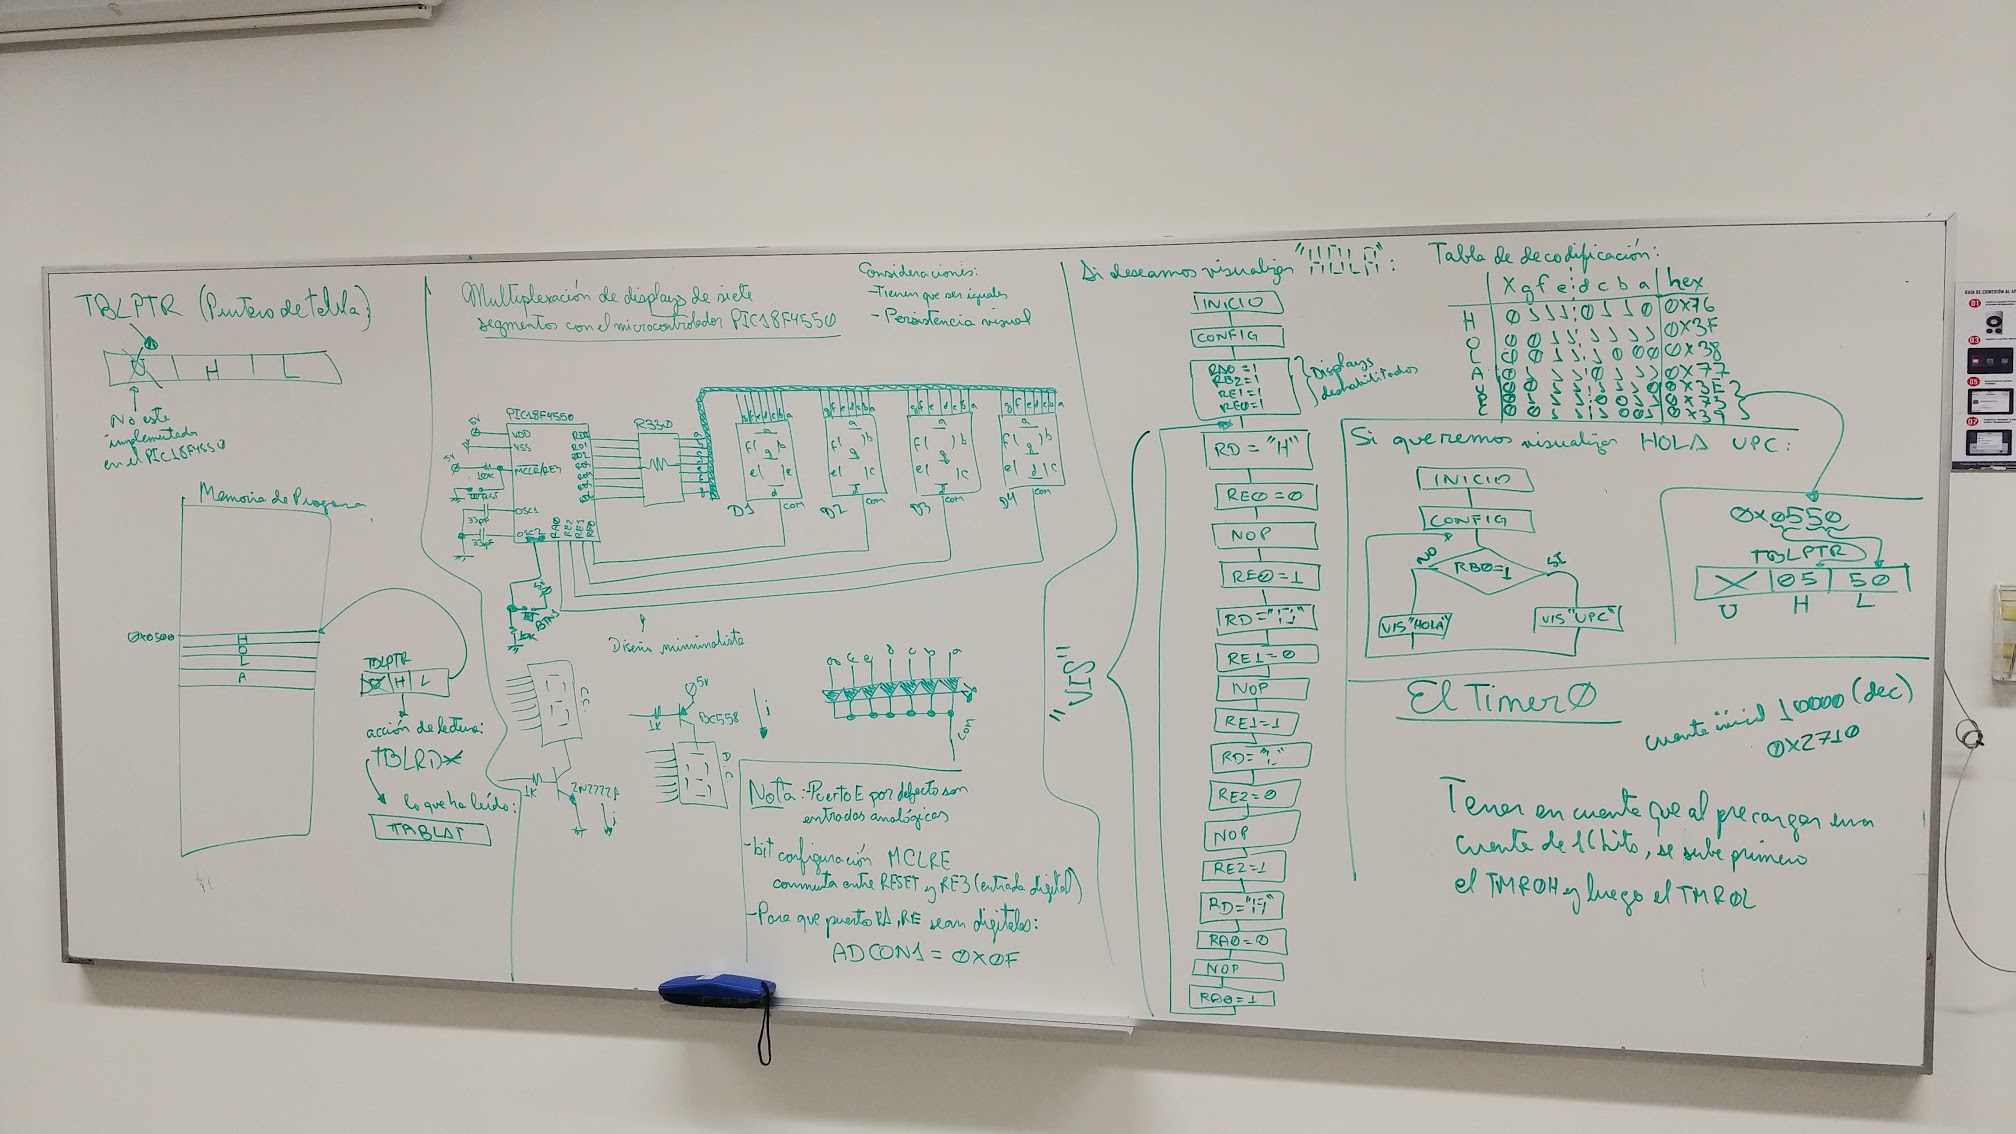 TBLPTR (Puntero de tabla)
U H L
No está
implementado
en el PIC18F4550
Memoria de Programa
0x0500
H
O
L
A
TBLPTR
U H L
acción de lectura:
TBLRD*
lo que ha leído:
TABLAT
Multiplexación de displays de siete
segmentos con el microcontrolador PIC18F4550
Consideraciones:
- Tienen que ser iguales
- Persistencia visual
PIC18F4550
5V
VDD
VSS
5V
MCLR/RE3
10K
OSC1
33pF
OSC2
33pF
RD0
RD1
RD2
RA0
RE2
RE1
RE0
R330
g f e d c b a
g f e d c b a
g f e d c b a
g f e d c b a
a
f b
g
e c
d
D1 com
D2 com
D3 com
D4 com
5V
BTN1
10K
Diseño minimalista
CC
1K
2N2222A
i
5V
1K
BC558
i
com
Nota: - Puerto E por defecto son
entradas analógicas
- bit configuración MCLRE
conmuta entre RESET y RE3 (entrada digital)
- Para que puerto RA, RE sean digitales:
ADCON1 = 0x0F
Si deseamos visualizar "HOLA":
INICIO
CONFIG
RA0=1
RE2=1
RE1=1
RE0=1
Displays
deshabilitados
"VIS"
RD = "H"
RE0=0
NOP
RE0=1
RD="O"
RE1=0
NOP
RE1=1
RD="L"
RE2=0
NOP
RE2=1
RD="A"
RA0=0
NOP
RA0=1
Tabla de decodificación:
X g f e d c b a hex
H 0 1 1 1 0 1 1 0 0x76
O 0 0 1 1 1 1 1 1 0x3F
L 0 0 1 1 1 0 0 0 0x38
A 0 1 1 1 0 1 1 1 0x77
U 0 0 1 1 1 1 1 0 0x3E
P 0 1 1 1 0 0 1 1 0x73
C 0 0 1 1 1 0 0 1 0x39
Si queremos visualizar HOLA UPC:
INICIO
CONFIG
NO RB0=1 SI
VIS "HOLA" VIS "UPC"
0x0550
TBLPTR
05 50
U H L
El Timer0
cuenta inicial 10000 (dec)
0x2710
Tener en cuenta que al precargar una
cuenta de 16bits, se sube primero
el TMR0H y luego el TMR0L